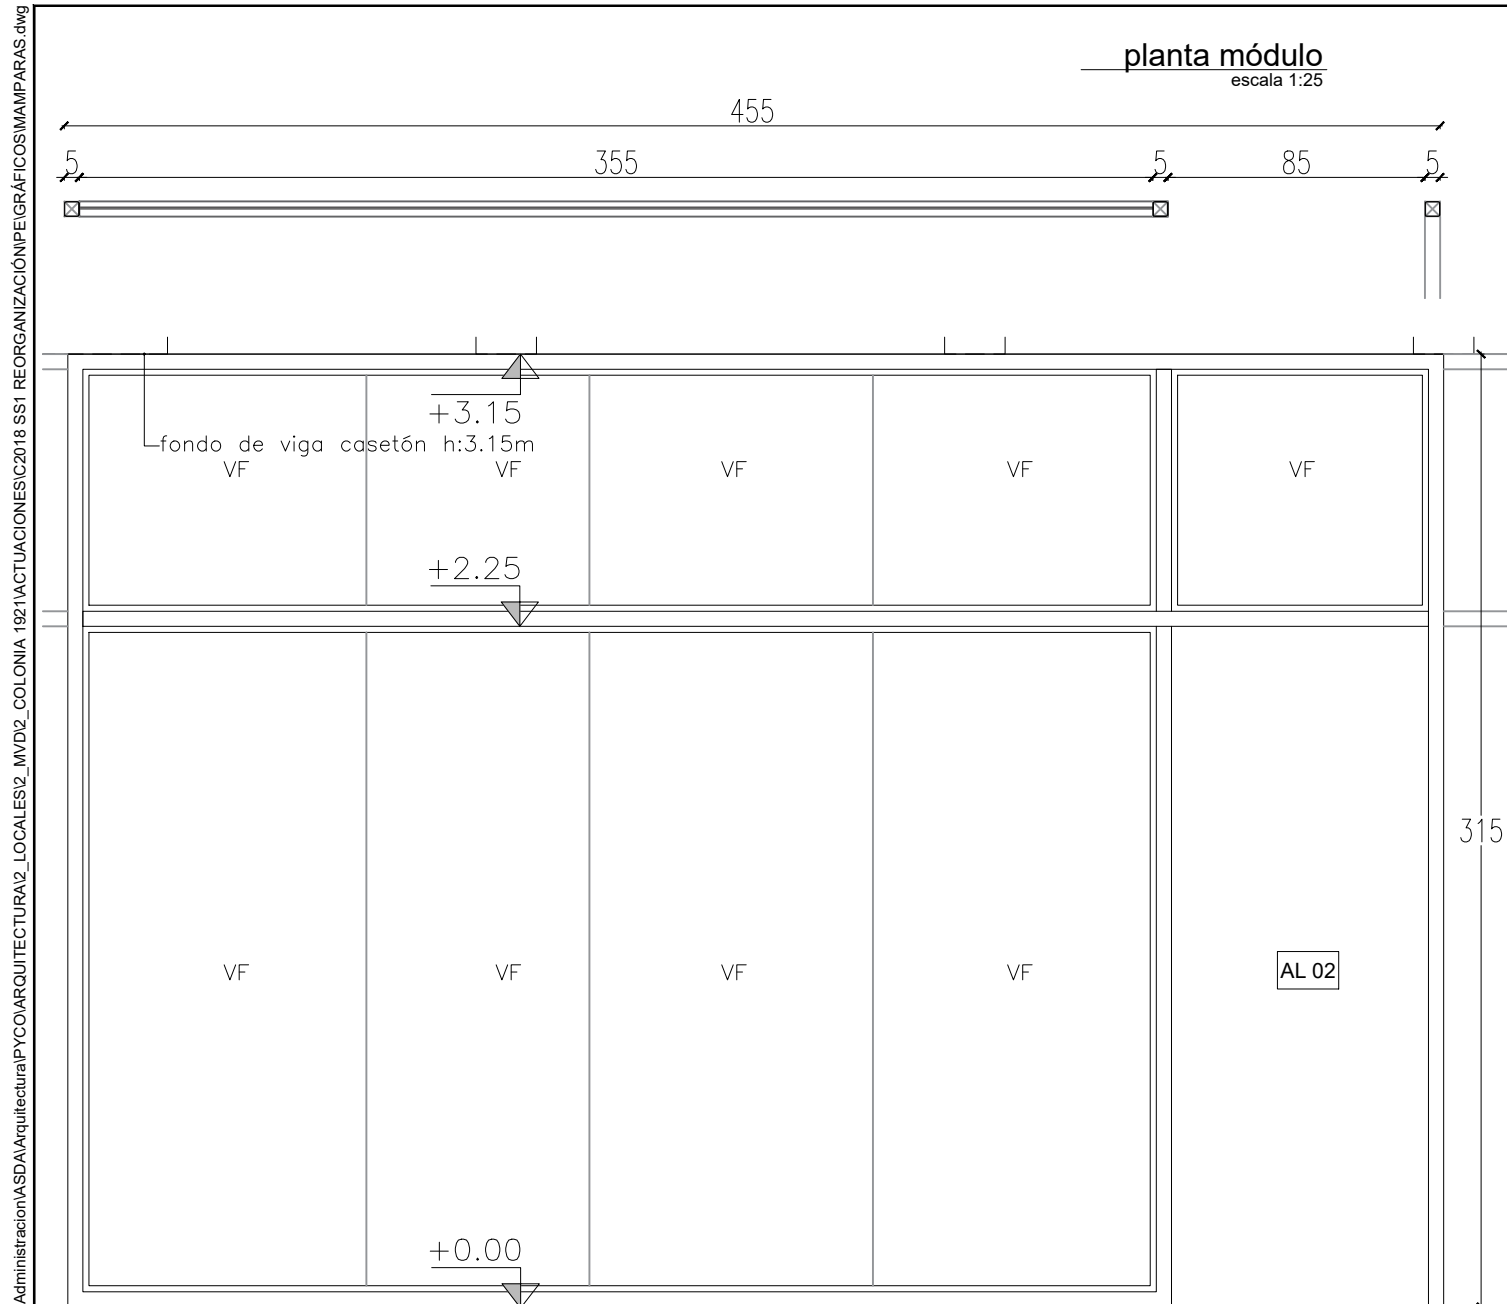 Administracion\ASDA\Arquitectura\PYCO\ARQUITECTURA\2_LOCALES\2_MVD\2_COLONIA 1921\ACTUACIONES\C2018 SS1 REORGANIZACIÓN\PE\GRÁFICOS\MAMPARAS.dwg
planta módulo
escala 1:25
455
5 355 5 85 5
+3.15
fondo de viga casetón h:3.15m
VF VF VF VF VF
+2.25
315
VF VF VF VF AL 02
+0.00